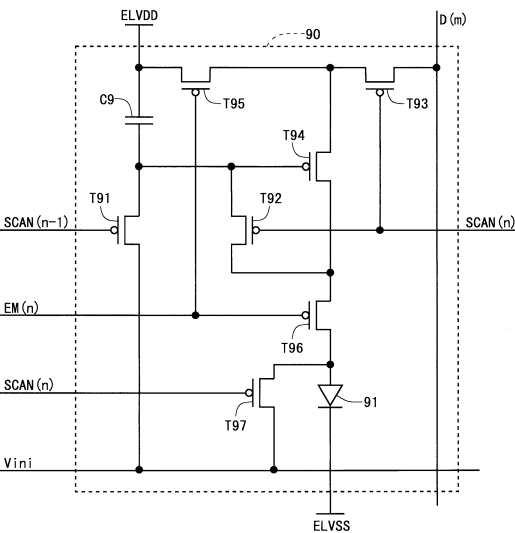 ELVDD
D(m)
90
C9
T95
T93
T94
T91
T92
SCAN(n-1)
SCAN(n)
EM(n)
T96
SCAN(n)
T97
91
Vini
ELVSS